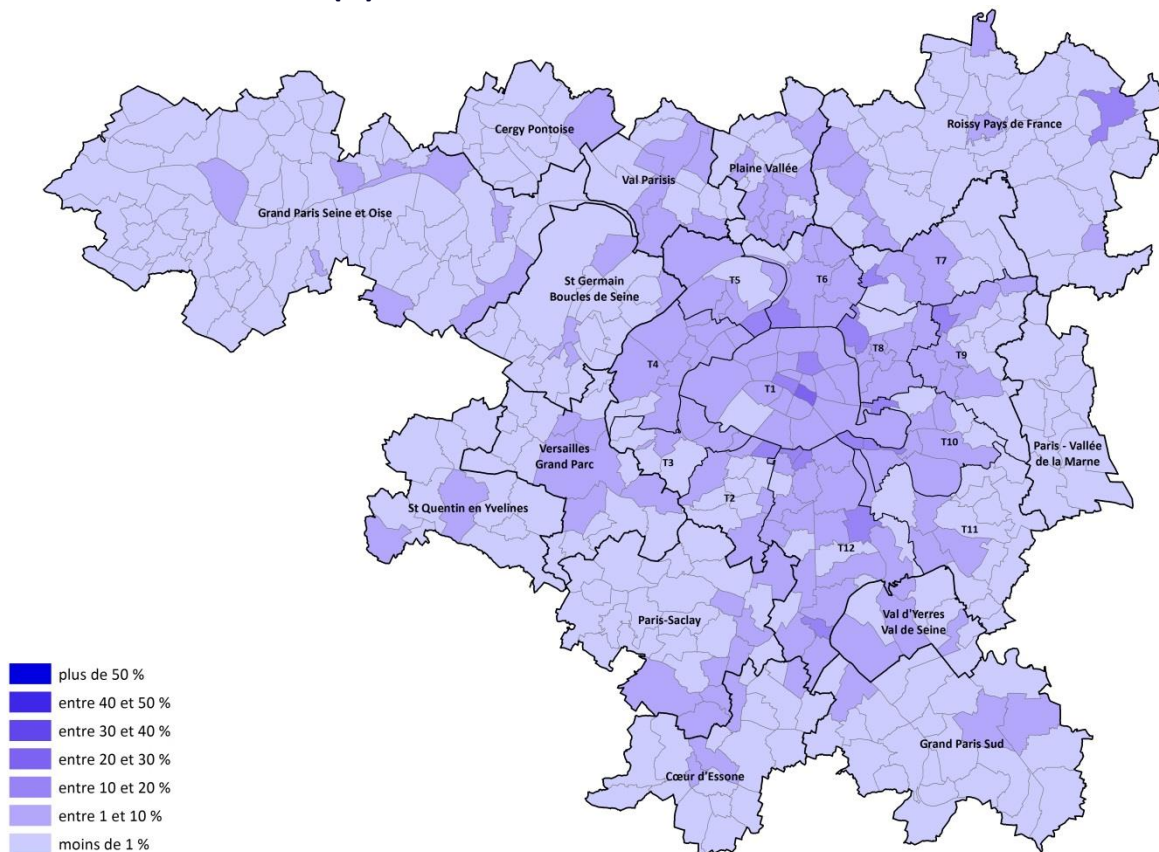 Cergy Pontoise
Roissy Pays de France
Val Parisis
Plaine Vallée
Grand Paris Seine et Oise
T7
St Germain
Boucles de Seine
T5
T6
T8
T9
T4
T1
T10
Versailles
Grand Parc
T3
Paris - Vallée
de la Marne
T2
St Quentin en Yvelines
T11
T12
Val d'Yerres
Val de Seine
Paris-Saclay
Grand Paris Sud
Cœur d'Essone
plus de 50 %
entre 40 et 50 %
entre 30 et 40 %
entre 20 et 30 %
entre 10 et 20 %
entre 1 et 10 %
moins de 1 %